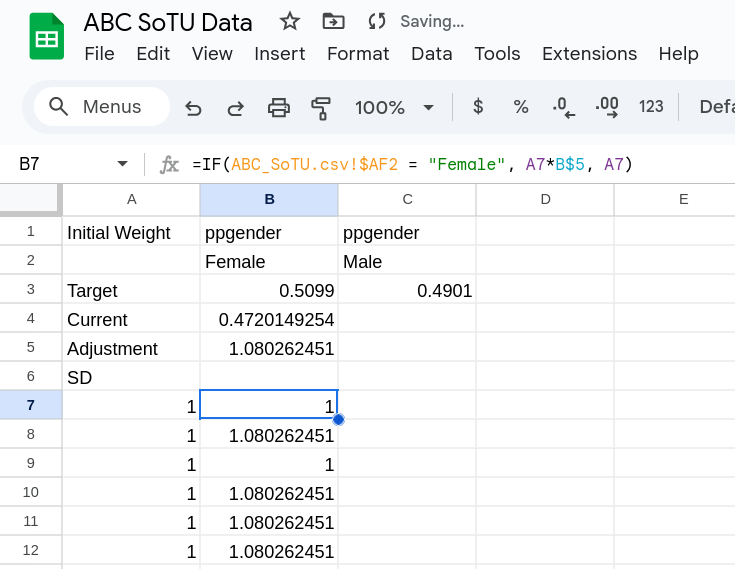 ABC SoTU Data Saving...
File Edit View Insert Format Data Tools Extensions Help
Menus 100% $ % .0 .00 123 Defa
B7 fx =IF(ABC_SoTU.csv!$AF2 = "Female", A7*B$5, A7)
A B C D E
1 Initial Weight ppgender ppgender
2 Female Male
3 Target 0.5099 0.4901
4 Current 0.4720149254
5 Adjustment 1.080262451
6 SD
7 1 1
8 1 1.080262451
9 1 1
10 1 1.080262451
11 1 1.080262451
12 1 1.080262451